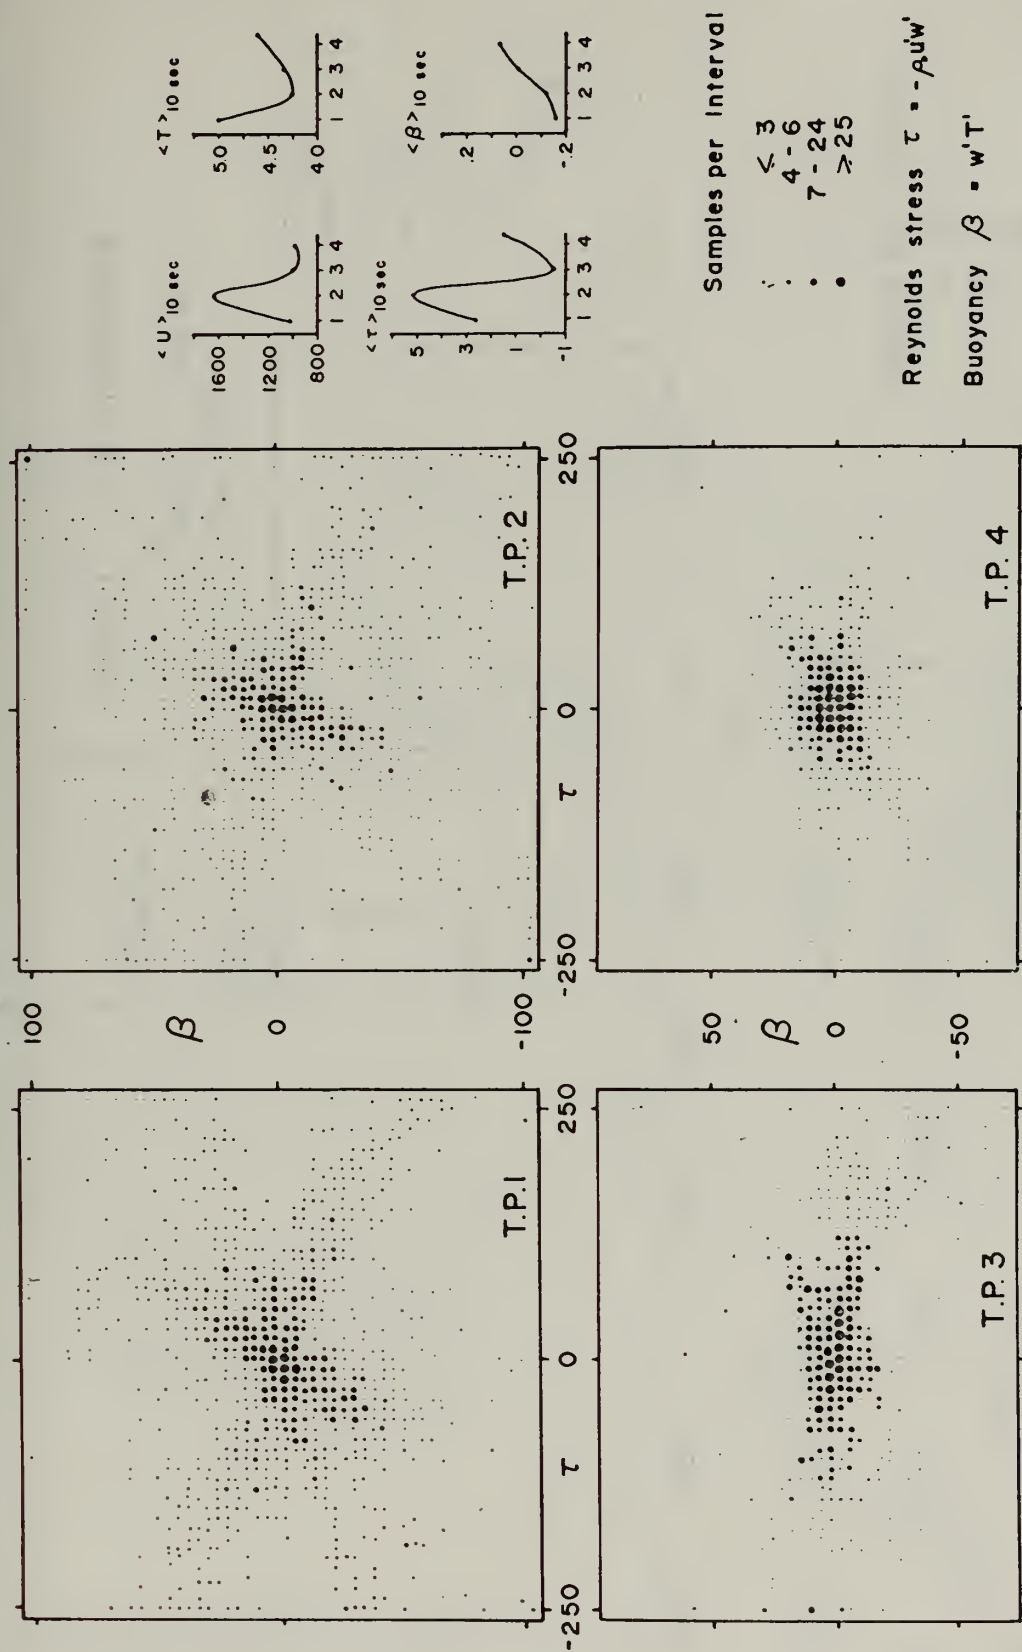 100
β
0
-100
T.P.1
T.P. 2
-250 τ 0 250
-250 τ 0 250
50
β
0
-50
T.P. 3
T.P. 4
<U>10 sec
1600
1200
800
1 2 3 4
<T>10 sec
5.0
4.5
4.0
1 2 3 4
<τ>10 sec
5
3
1
-1
1 2 3 4
<β>10 sec
.2
0
-.2
1 2 3 4
Samples per Interval
≤ 3
4 - 6
7 - 24
≥ 25
Reynolds stress τ = -ρu'w'
Buoyancy β = w'T'